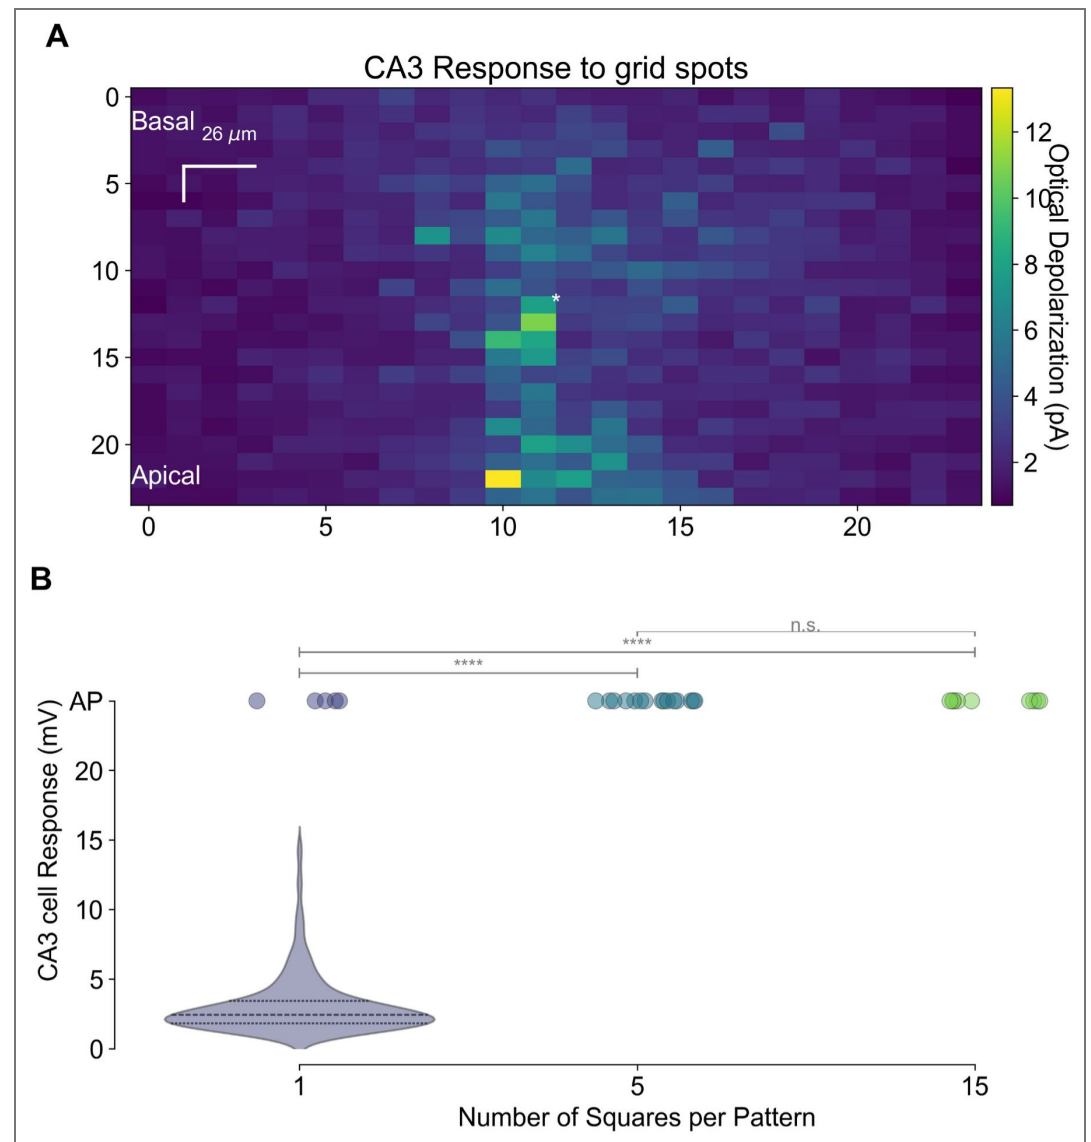 A
CA3 Response to grid spots
0
5
10
15
20
Basal
26 μm
*
Apical
0 5 10 15 20
12
10
8
6
4
2
Optical Depolarization (pA)
B
n.s.
****
****
AP
20
15
10
5
0
CA3 cell Response (mV)
1 5 15
Number of Squares per Pattern